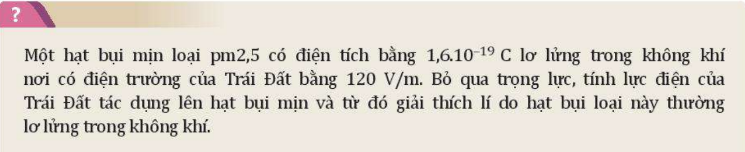 ?
Một hạt bụi mịn loại pm2,5 có điện tích bằng 1,6.10⁻¹⁹ C lơ lửng trong không khí
nơi có điện trường của Trái Đất bằng 120 V/m. Bỏ qua trọng lực, tính lực điện của
Trái Đất tác dụng lên hạt bụi mịn và từ đó giải thích lí do hạt bụi loại này thường
lơ lửng trong không khí.